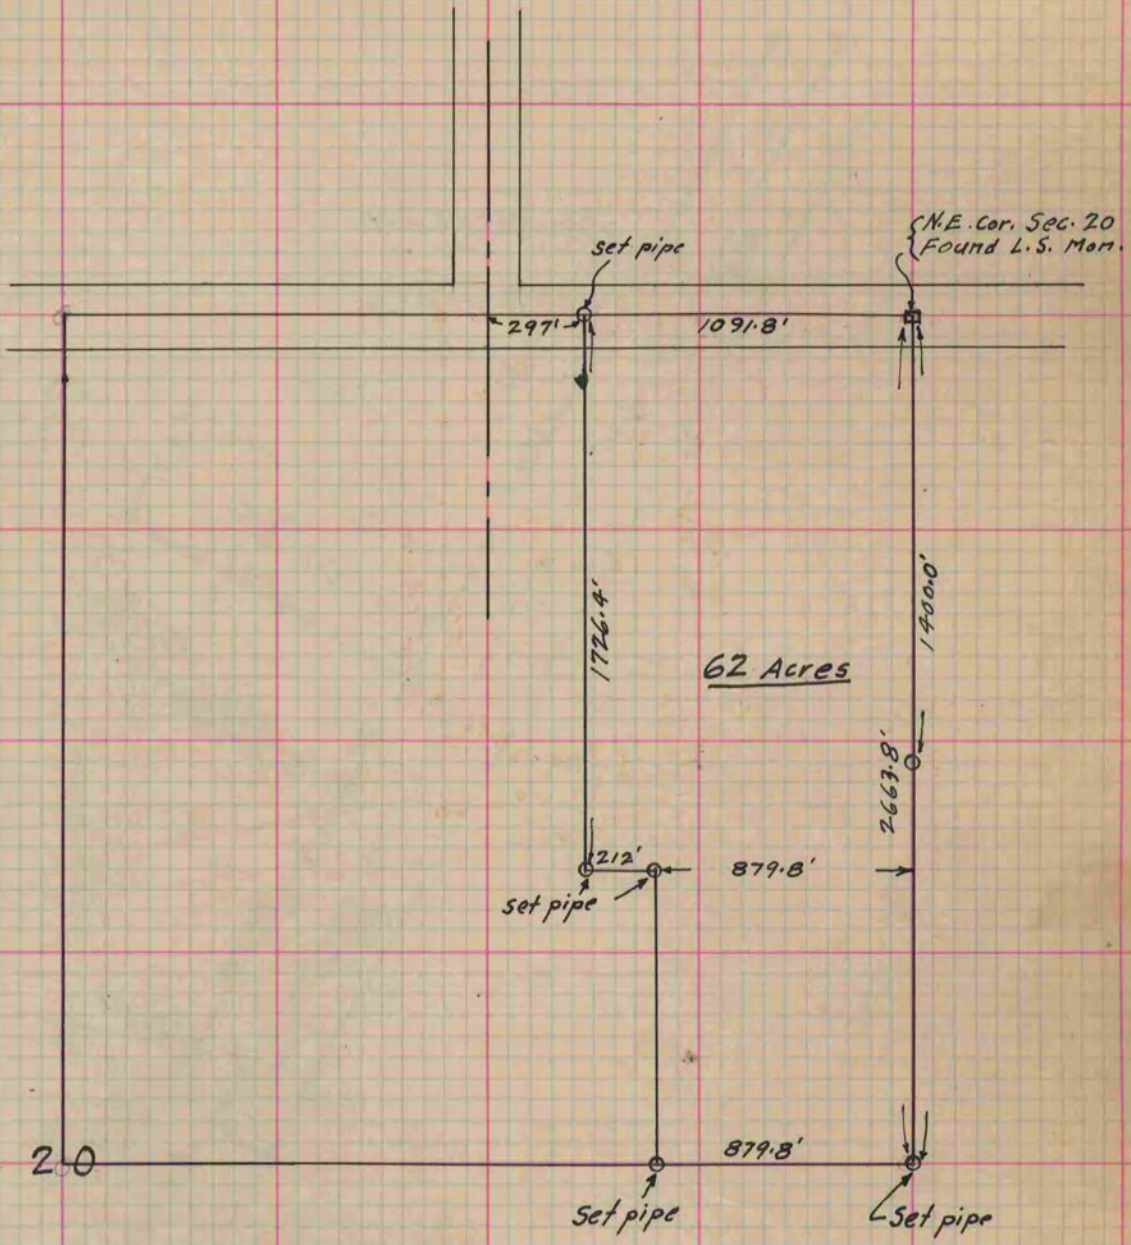 N.E. Cor. Sec. 20
Found L.S. Mon.
set pipe
297'
1091.8'
1726.4'
1400.0'
62 Acres
2663.8'
212'
879.8'
set pipe
879.8'
20
Set pipe
Set pipe